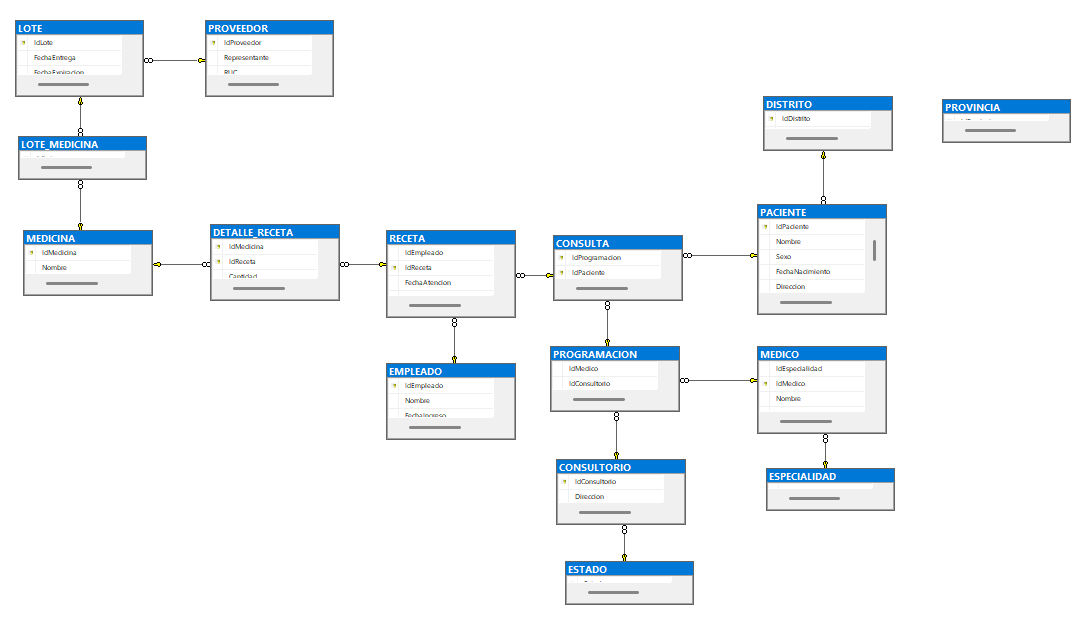 LOTE
IdLote
FechaEntrega
FechaExpiracion
PROVEEDOR
IdProveedor
Representante
RUC
DISTRITO
IdDistrito
PROVINCIA
LOTE_MEDICINA
PACIENTE
IdPaciente
Nombre
Sexo
FechaNacimiento
Direccion
MEDICINA
IdMedicina
Nombre
DETALLE_RECETA
IdMedicina
IdReceta
Cantidad
RECETA
IdEmpleado
IdReceta
FechaAtencion
CONSULTA
IdProgramacion
IdPaciente
EMPLEADO
IdEmpleado
Nombre
FechaIngreso
PROGRAMACION
IdMedico
IdConsultorio
MEDICO
IdEspecialidad
IdMedico
Nombre
CONSULTORIO
IdConsultorio
Direccion
ESPECIALIDAD
ESTADO